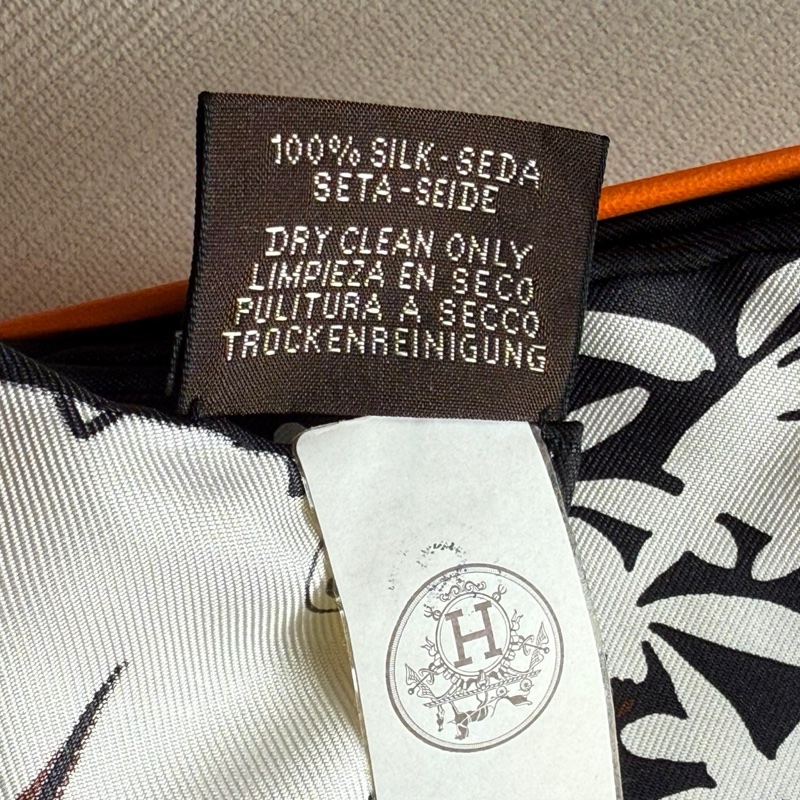 100% SILK-SEDA
SETA-SEIDE
DRY CLEAN ONLY
LIMPIEZA EN SECO
PULITURA A SECCO
TROCKENREINIGUNG
H